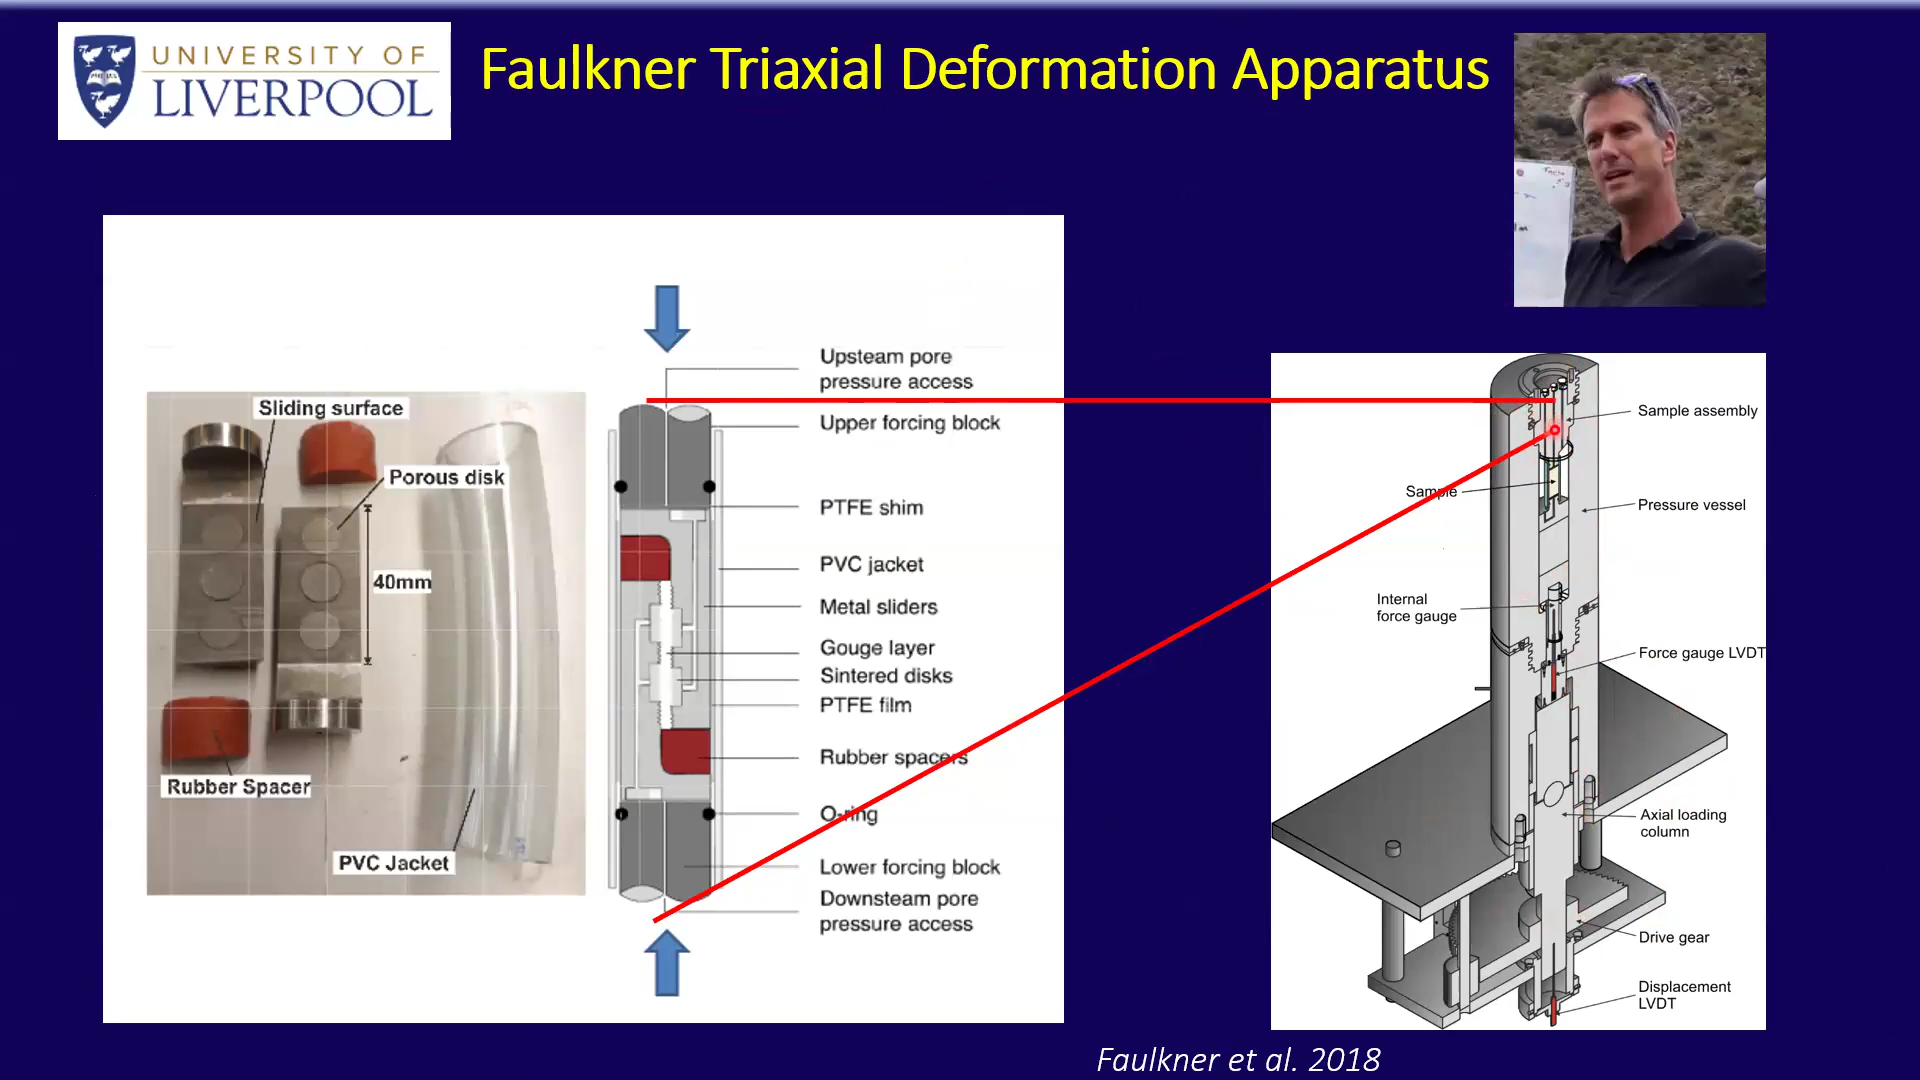 UNIVERSITY OF
LIVERPOOL
Faulkner Triaxial Deformation Apparatus
Sliding surface
Porous disk
40mm
Rubber Spacer
PVC Jacket
Upsteam pore
pressure access
Upper forcing block
PTFE shim
PVC jacket
Metal sliders
Gouge layer
Sintered disks
PTFE film
Rubber spacers
O-ring
Lower forcing block
Downsteam pore
pressure access
Sample assembly
Sample
Pressure vessel
Internal
force gauge
Force gauge LVDT
Axial loading
column
Drive gear
Displacement
LVDT
Faulkner et al. 2018